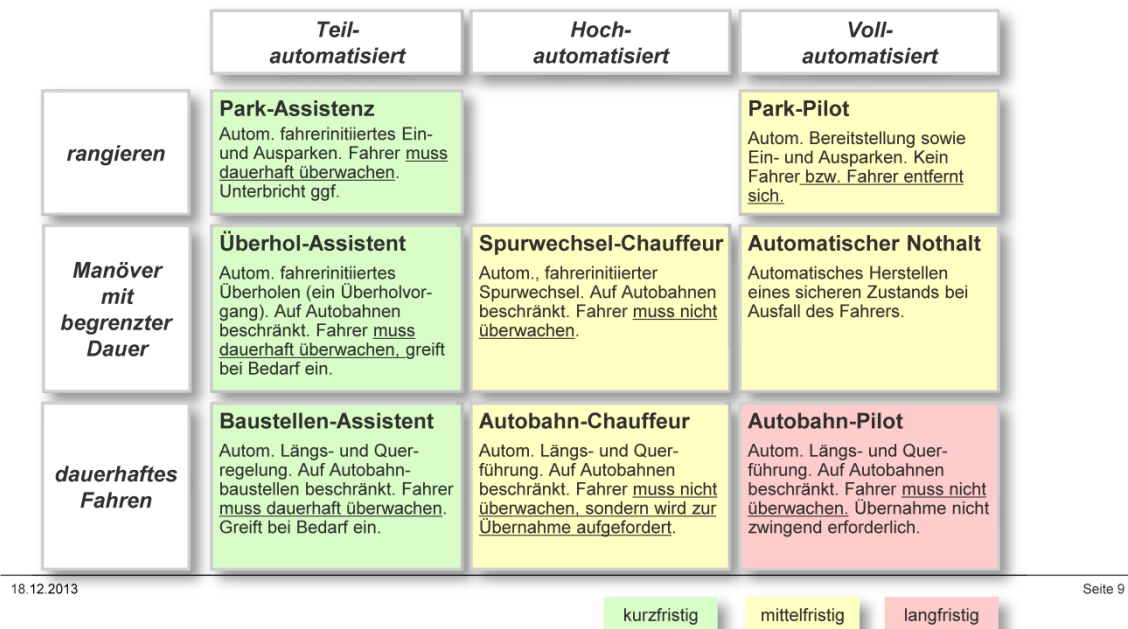 Teil-
automatisiert
Hoch-
automatisiert
Voll-
automatisiert
rangieren
Park-Assistenz
Autom. fahrerinitiiertes Ein-
und Ausparken. Fahrer muss
dauerhaft überwachen.
Unterbricht ggf.
Park-Pilot
Autom. Bereitstellung sowie
Ein- und Ausparken. Kein
Fahrer bzw. Fahrer entfernt
sich.
Manöver
mit
begrenzter
Dauer
Überhol-Assistent
Autom. fahrerinitiiertes
Überholen (ein Überholvor-
gang). Auf Autobahnen
beschränkt. Fahrer muss
dauerhaft überwachen, greift
bei Bedarf ein.
Spurwechsel-Chauffeur
Autom., fahrerinitiierter
Spurwechsel. Auf Autobahnen
beschränkt. Fahrer muss nicht
überwachen.
Automatischer Nothalt
Automatisches Herstellen
eines sicheren Zustands bei
Ausfall des Fahrers.
dauerhaftes
Fahren
Baustellen-Assistent
Autom. Längs- und Quer-
regelung. Auf Autobahn-
baustellen beschränkt. Fahrer
muss dauerhaft überwachen.
Greift bei Bedarf ein.
Autobahn-Chauffeur
Autom. Längs- und Quer-
führung. Auf Autobahnen
beschränkt. Fahrer muss nicht
überwachen, sondern wird zur
Übernahme aufgefordert.
Autobahn-Pilot
Autom. Längs- und Quer-
führung. Auf Autobahnen
beschränkt. Fahrer muss nicht
überwachen. Übernahme nicht
zwingend erforderlich.
18.12.2013
Seite 9
kurzfristig
mittelfristig
langfristig